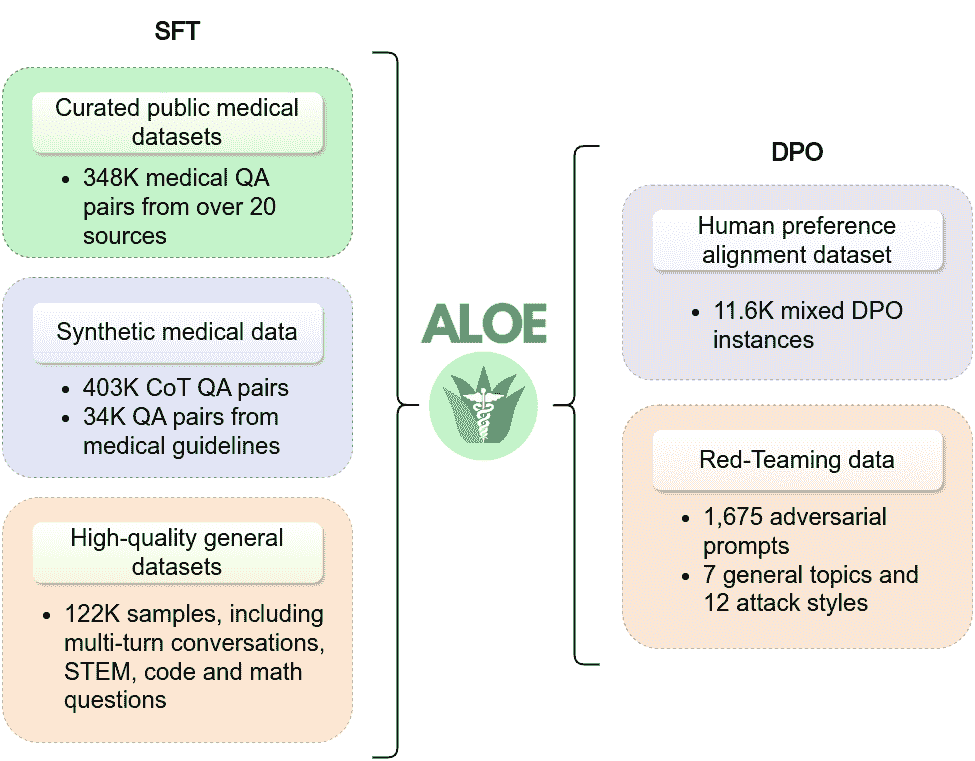 SFT
Curated public medical
datasets
• 348K medical QA
pairs from over 20
sources
Synthetic medical data
• 403K CoT QA pairs
• 34K QA pairs from
medical guidelines
High-quality general
datasets
• 122K samples, including
multi-turn conversations,
STEM, code and math
questions
ALOE
DPO
Human preference
alignment dataset
• 11.6K mixed DPO
instances
Red-Teaming data
• 1,675 adversarial
prompts
• 7 general topics and
12 attack styles